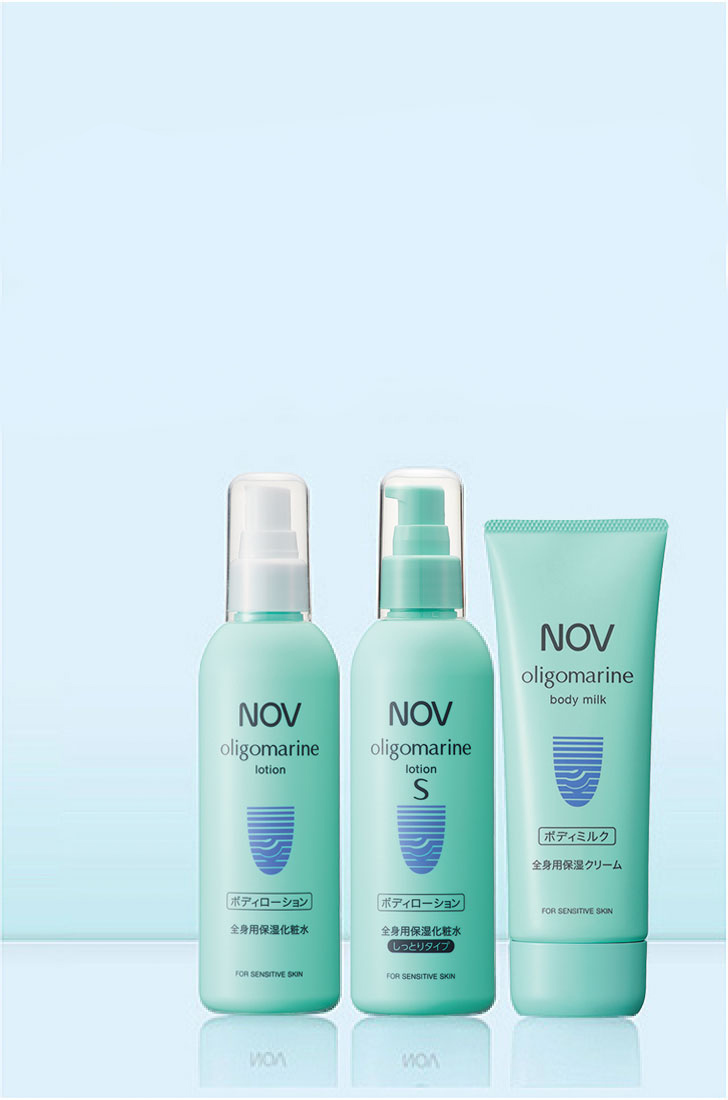 NOV
oligomarine
lotion
ボディローション
全身用保湿化粧水
FOR SENSITIVE SKIN
NOV
oligomarine
lotion
S
ボディローション
全身用保湿化粧水
しっとりタイプ
FOR SENSITIVE SKIN
NOV
oligomarine
body milk
ボディミルク
全身用保湿クリーム
FOR SENSITIVE SKIN